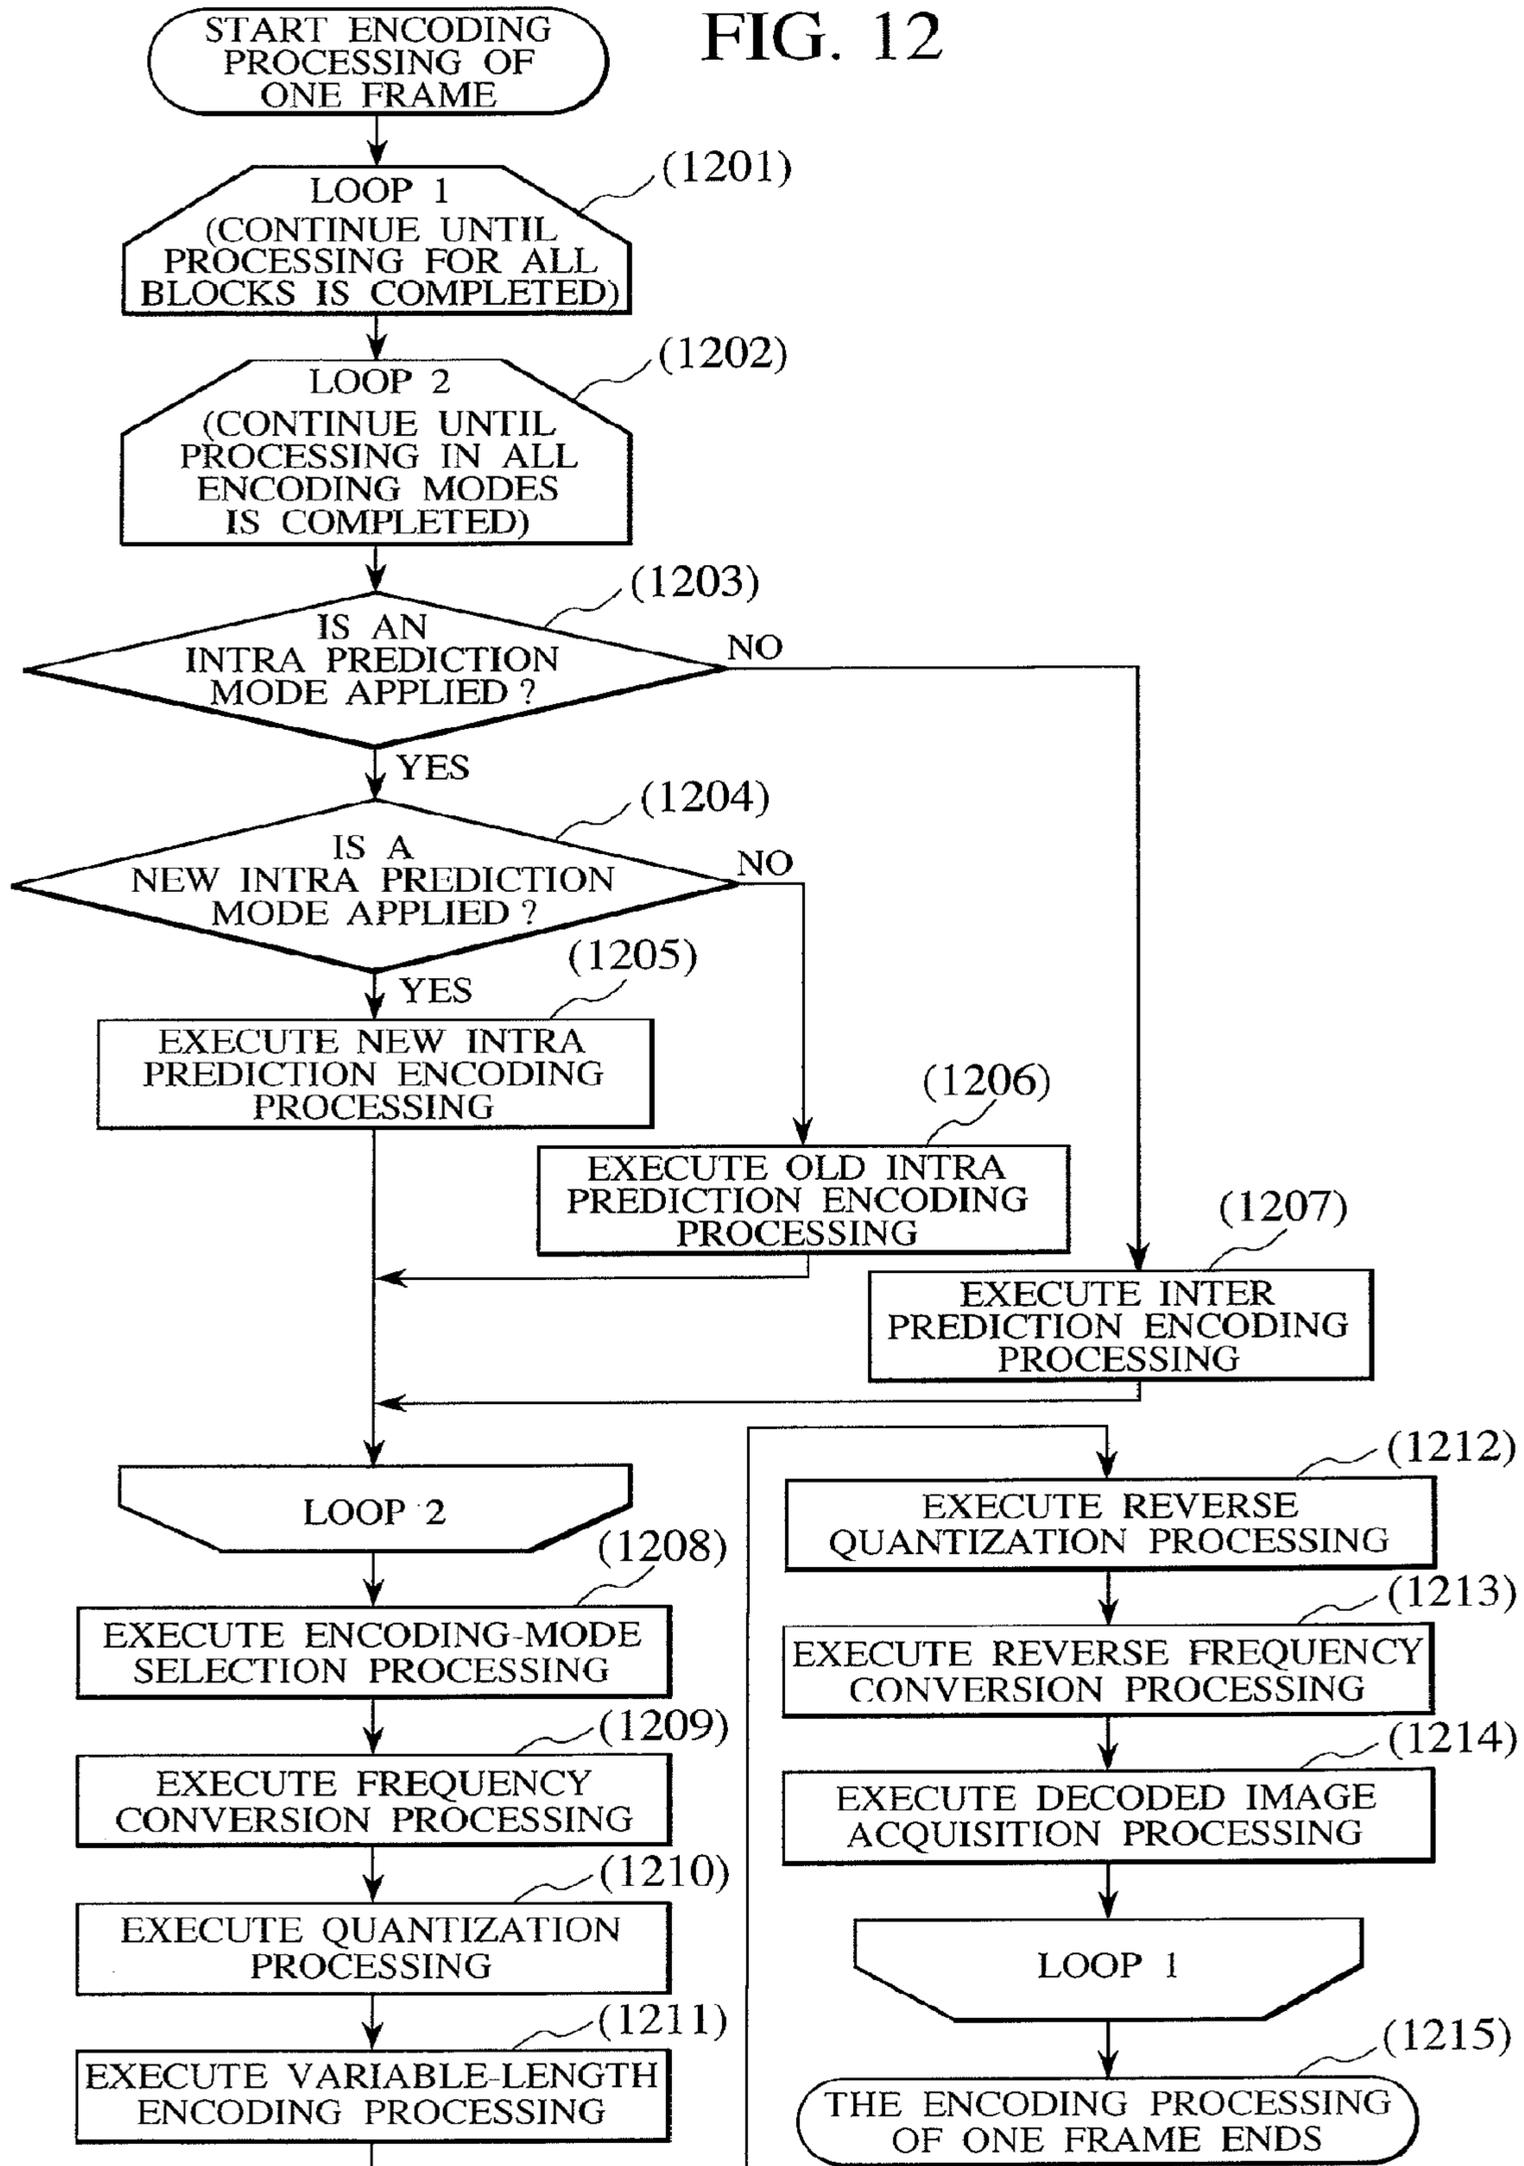 FIG. 12
START ENCODING
PROCESSING OF
ONE FRAME
(1201)
LOOP 1
(CONTINUE UNTIL
PROCESSING FOR ALL
BLOCKS IS COMPLETED)
(1202)
LOOP 2
(CONTINUE UNTIL
PROCESSING IN ALL
ENCODING MODES
IS COMPLETED)
(1203)
IS AN
INTRA PREDICTION
MODE APPLIED?
NO
YES
(1204)
IS A
NEW INTRA PREDICTION
MODE APPLIED?
NO
YES
(1205)
EXECUTE NEW INTRA
PREDICTION ENCODING
PROCESSING
(1206)
EXECUTE OLD INTRA
PREDICTION ENCODING
PROCESSING
(1207)
EXECUTE INTER
PREDICTION ENCODING
PROCESSING
LOOP 2
(1208)
EXECUTE ENCODING-MODE
SELECTION PROCESSING
(1209)
EXECUTE FREQUENCY
CONVERSION PROCESSING
(1210)
EXECUTE QUANTIZATION
PROCESSING
(1211)
EXECUTE VARIABLE-LENGTH
ENCODING PROCESSING
(1212)
EXECUTE REVERSE
QUANTIZATION PROCESSING
(1213)
EXECUTE REVERSE FREQUENCY
CONVERSION PROCESSING
(1214)
EXECUTE DECODED IMAGE
ACQUISITION PROCESSING
LOOP 1
(1215)
THE ENCODING PROCESSING
OF ONE FRAME ENDS